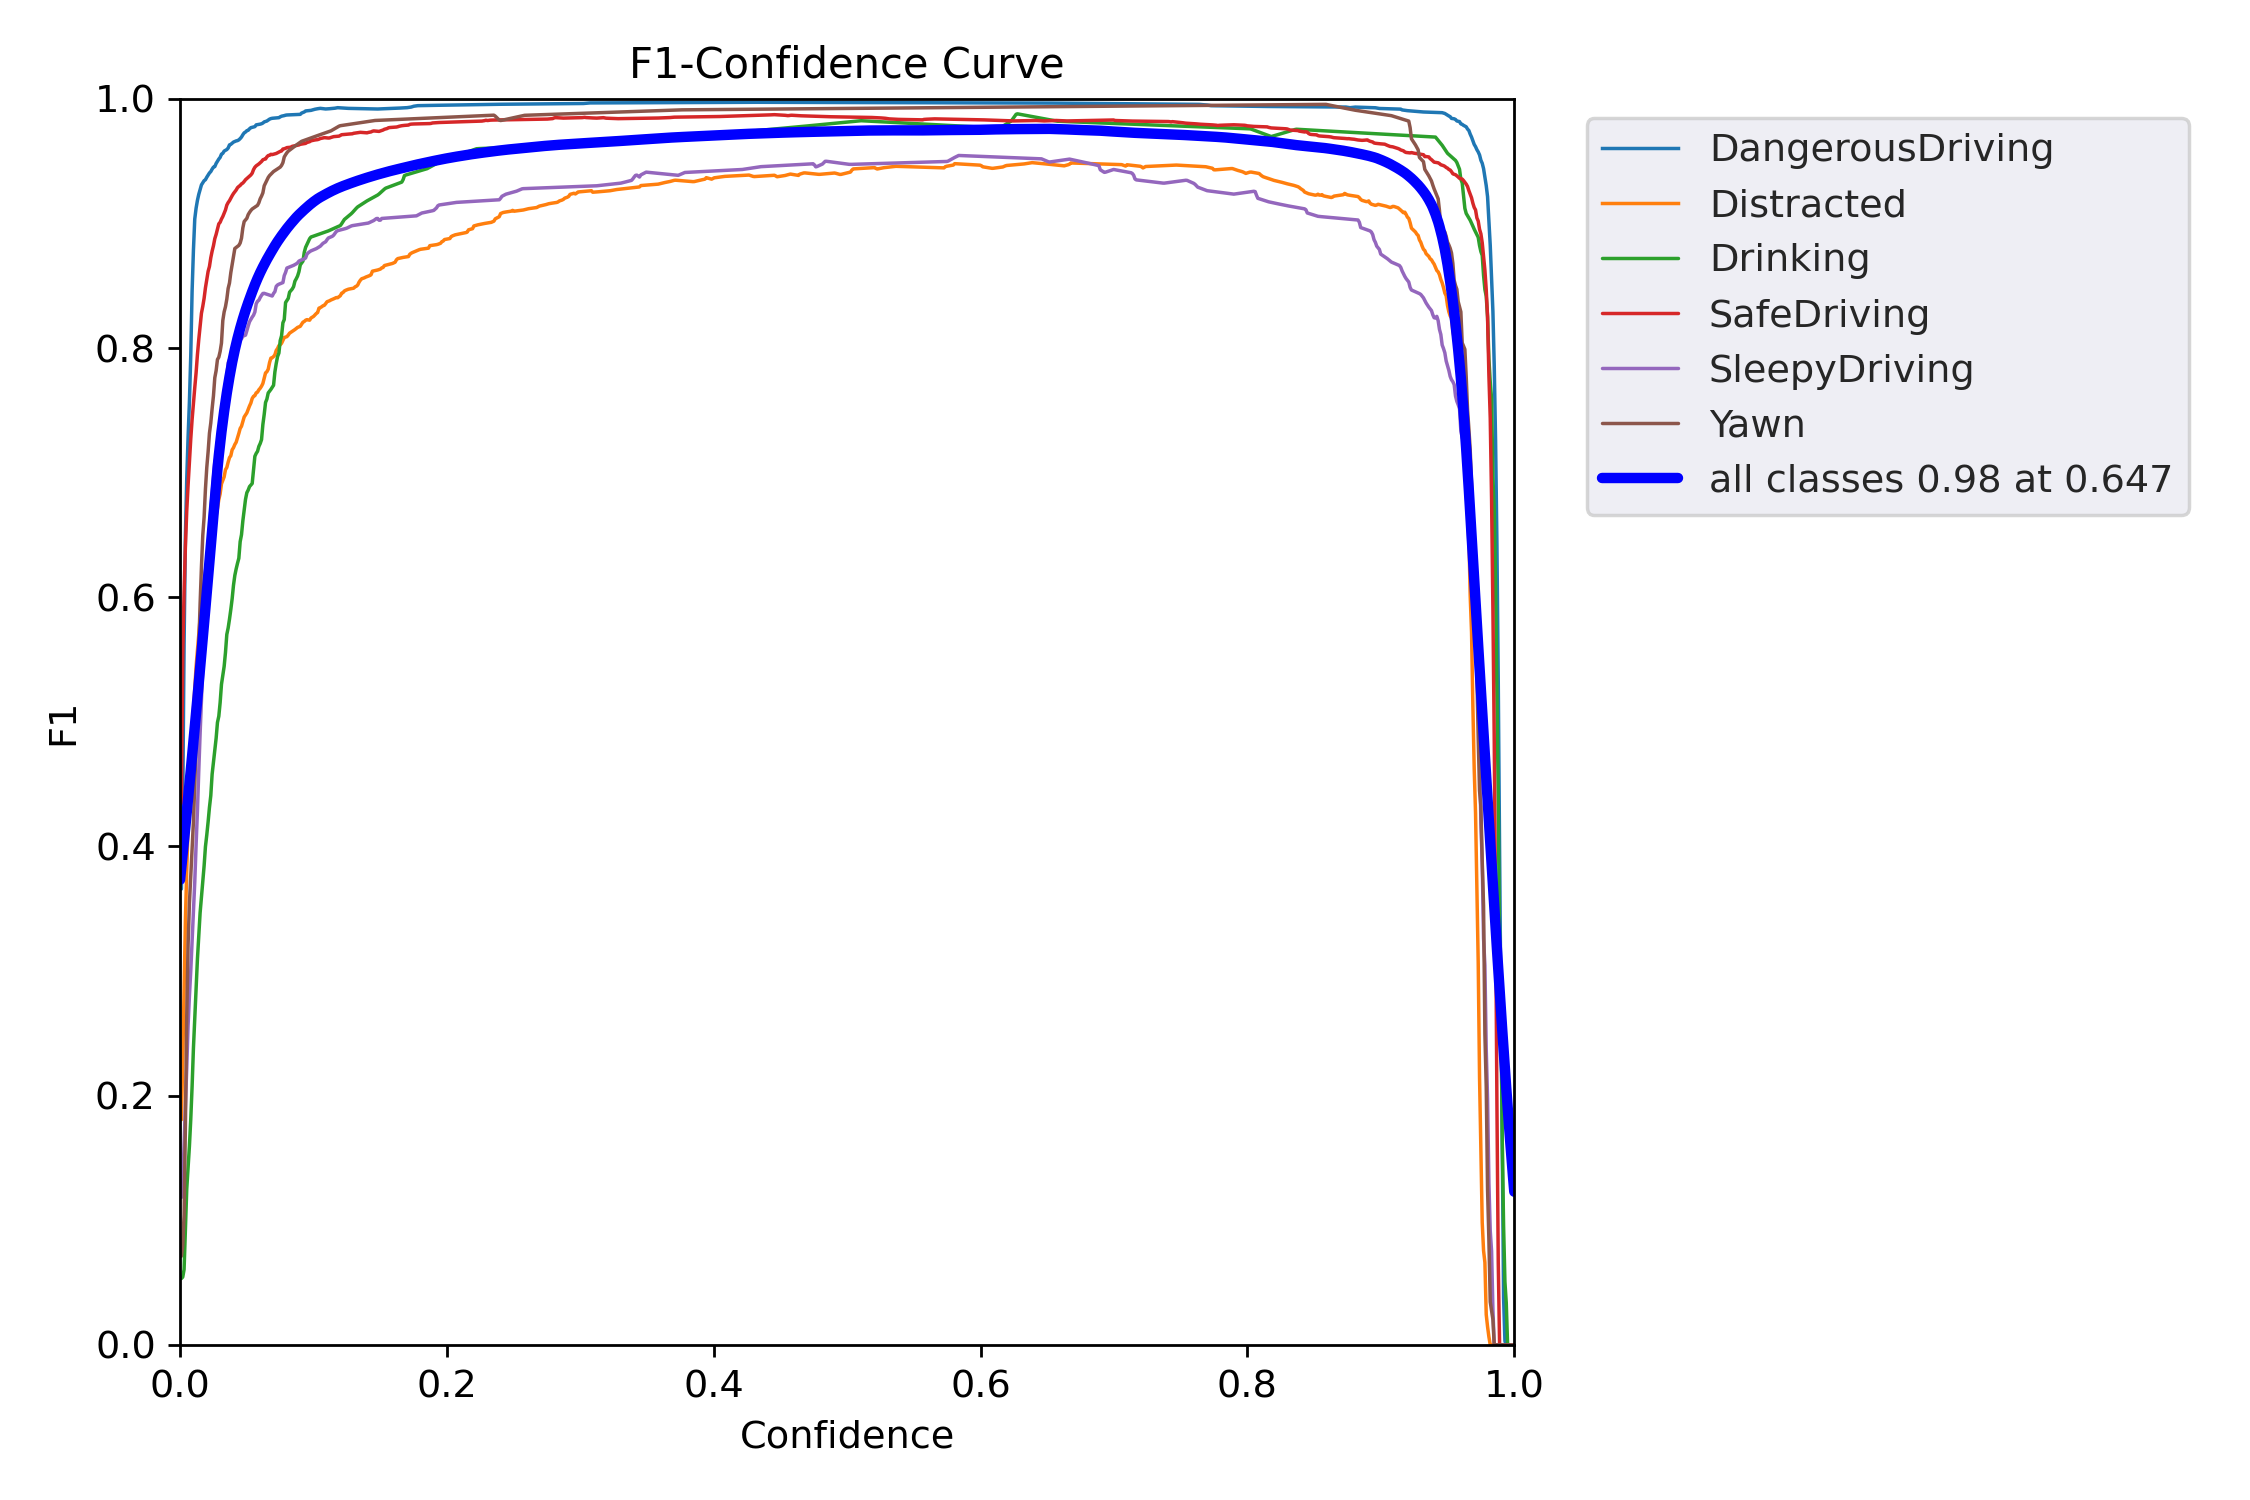 F1-Confidence Curve
1.0
0.8
0.6
0.4
0.2
0.0
F1
0.0 0.2 0.4 0.6 0.8 1.0
Confidence
DangerousDriving
Distracted
Drinking
SafeDriving
SleepyDriving
Yawn
all classes 0.98 at 0.647